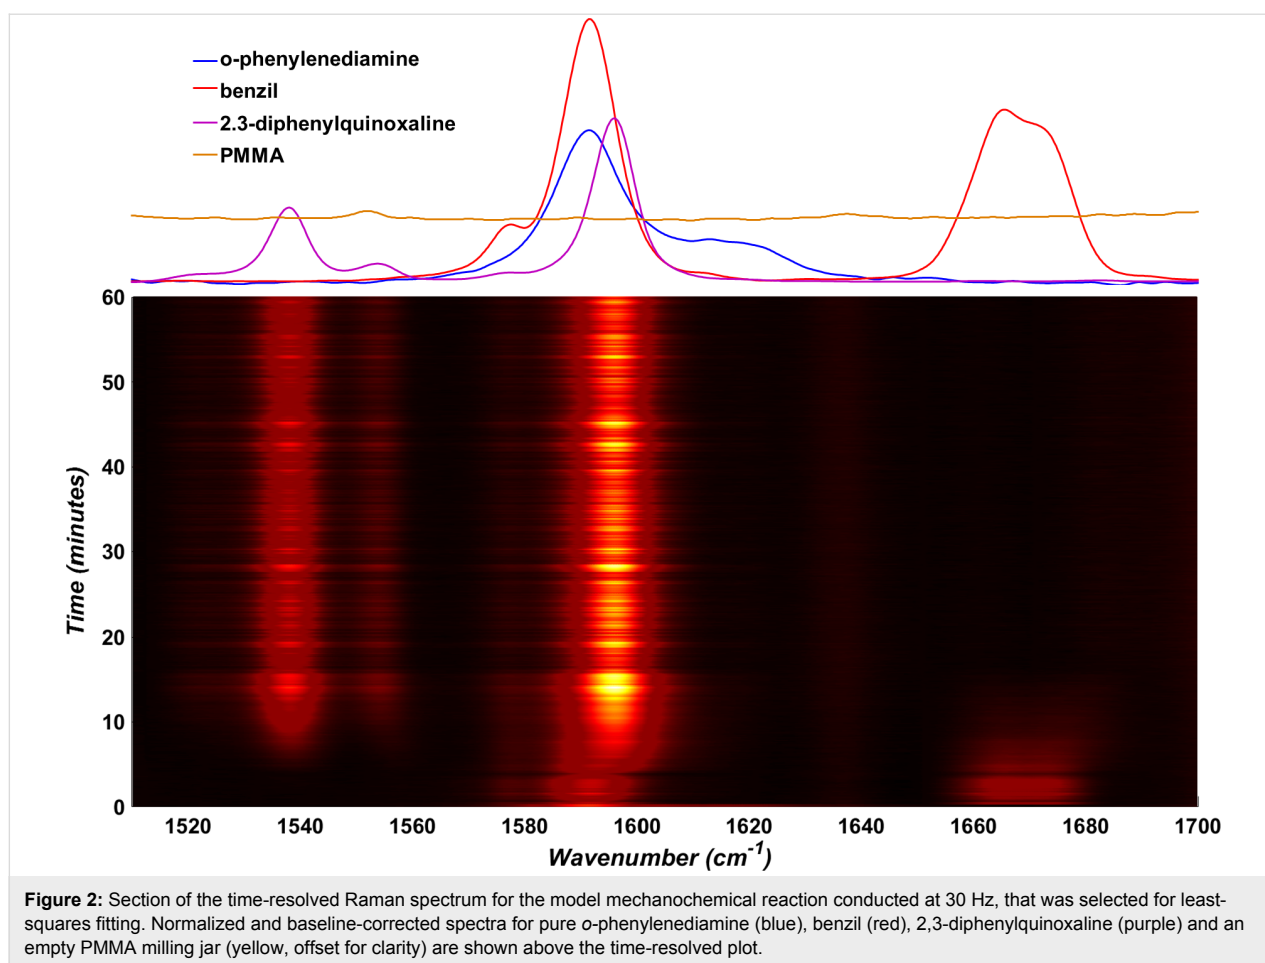 o-phenylenediamine
benzil
2.3-diphenylquinoxaline
PMMA
60
50
40
30
20
10
0
Time (minutes)
1520 1540 1560 1580 1600 1620 1640 1660 1680 1700
Wavenumber (cm⁻¹)
Figure 2: Section of the time-resolved Raman spectrum for the model mechanochemical reaction conducted at 30 Hz, that was selected for least-
squares fitting. Normalized and baseline-corrected spectra for pure o-phenylenediamine (blue), benzil (red), 2,3-diphenylquinoxaline (purple) and an
empty PMMA milling jar (yellow, offset for clarity) are shown above the time-resolved plot.